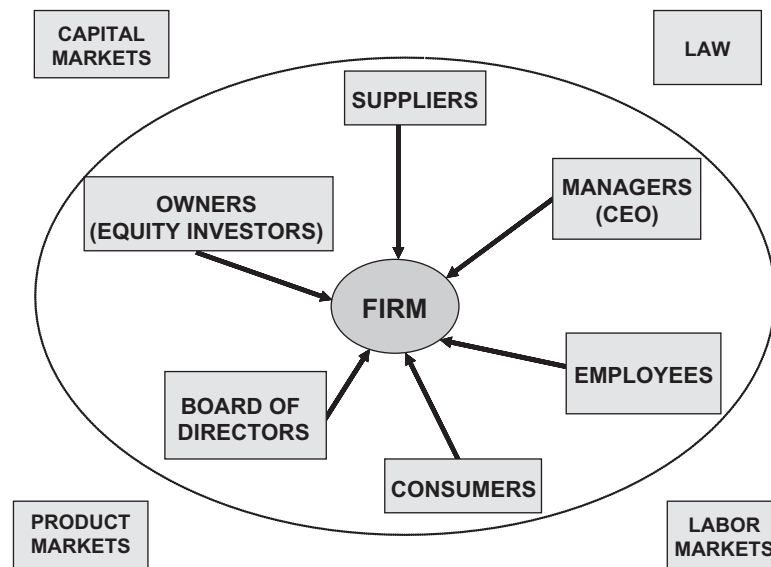 CAPITAL
MARKETS
LAW
SUPPLIERS
MANAGERS
(CEO)
OWNERS
(EQUITY INVESTORS)
FIRM
EMPLOYEES
BOARD OF
DIRECTORS
CONSUMERS
PRODUCT
MARKETS
LABOR
MARKETS